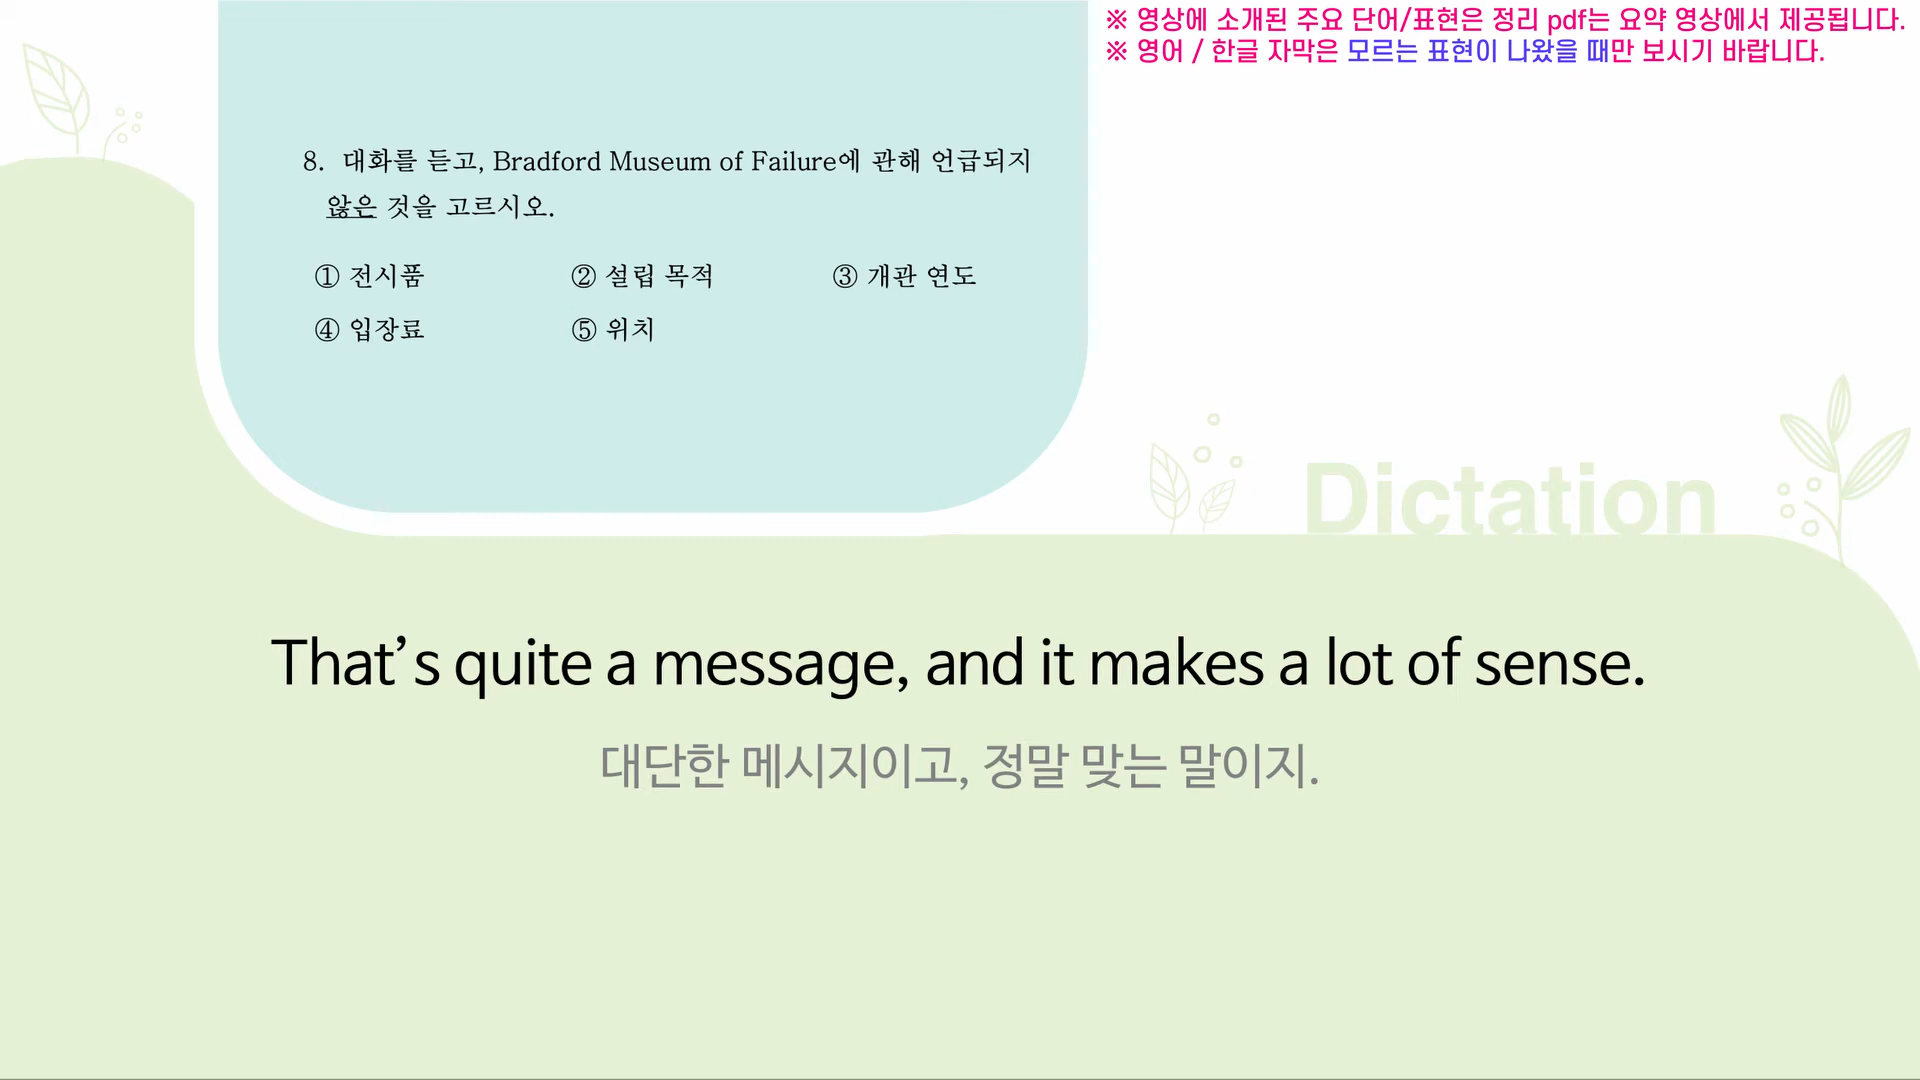 ※ 영상에 소개된 주요 단어/표현은 정리 pdf는 요약 영상에서 제공됩니다.
※ 영어 / 한글 자막은 모르는 표현이 나왔을 때만 보시기 바랍니다.
8. 대화를 듣고, Bradford Museum of Failure에 관해 언급되지
않은 것을 고르시오.
① 전시품 ② 설립 목적 ③ 개관 연도
④ 입장료 ⑤ 위치
Dictation
That’s quite a message, and it makes a lot of sense.
대단한 메시지이고, 정말 맞는 말이지.